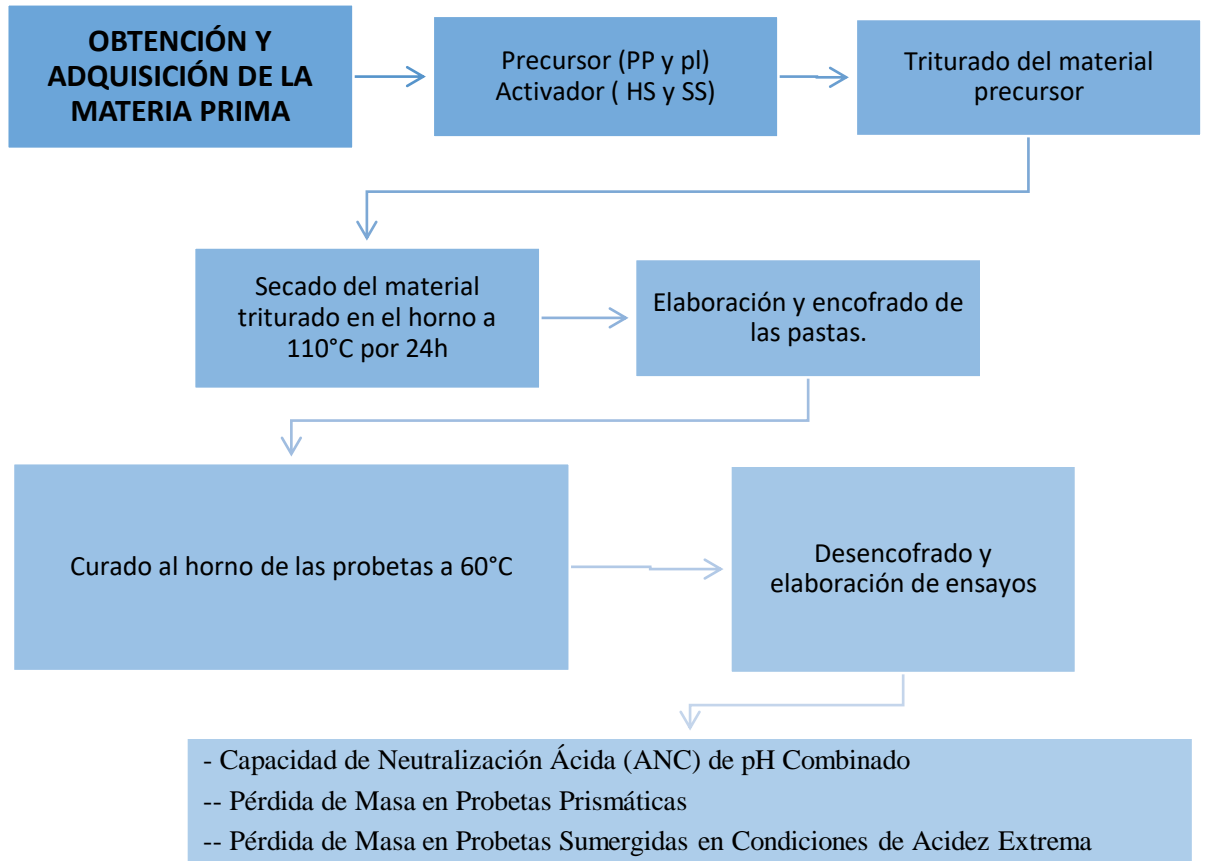 OBTENCIÓN Y
ADQUISICIÓN DE LA
MATERIA PRIMA
Precursor (PP y pl)
Activador ( HS y SS)
Triturado del material
precursor
Secado del material
triturado en el horno a
110°C por 24h
Elaboración y encofrado de
las pastas.
Curado al horno de las probetas a 60°C
Desencofrado y
elaboración de ensayos
- Capacidad de Neutralización Ácida (ANC) de pH Combinado
-- Pérdida de Masa en Probetas Prismáticas
-- Pérdida de Masa en Probetas Sumergidas en Condiciones de Acidez Extrema